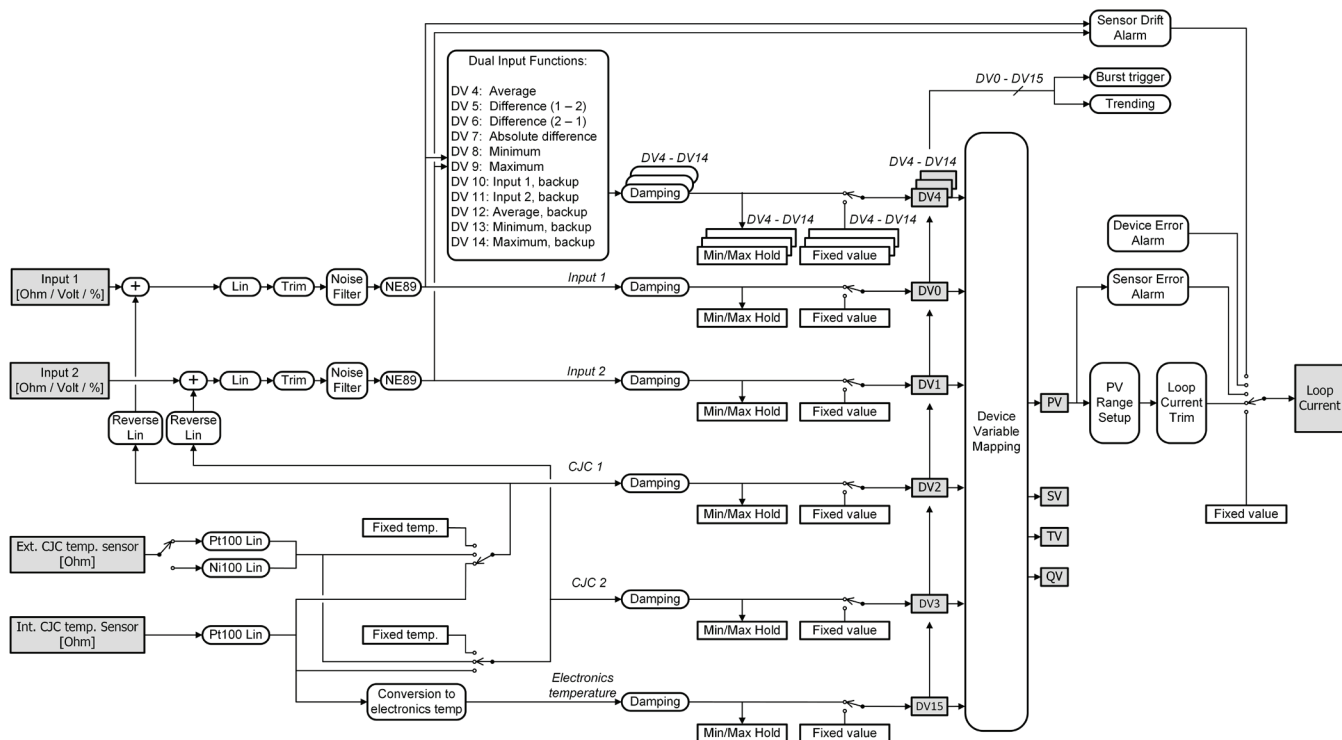 Sensor Drift
Alarm
Dual Input Functions:
DV 4: Average
DV 5: Difference (1 – 2)
DV 6: Difference (2 – 1)
DV 7: Absolute difference
DV 8: Minimum
DV 9: Maximum
DV 10: Input 1, backup
DV 11: Input 2, backup
DV 12: Average, backup
DV 13: Minimum, backup
DV 14: Maximum, backup
DV0 - DV15
Burst trigger
Trending
DV4 - DV14
Damping
DV4 - DV14
Min/Max Hold
DV4 - DV14
Fixed value
DV4 - DV14
DV4
Device Error
Alarm
Sensor Error
Alarm
Input 1
[Ohm / Volt / %]
+
Lin
Trim
Noise
Filter
NE89
Input 1
Damping
Min/Max Hold
Fixed value
DV0
Input 2
[Ohm / Volt / %]
+
Lin
Trim
Noise
Filter
NE89
Input 2
Damping
Min/Max Hold
Fixed value
DV1
Reverse
Lin
Reverse
Lin
Device
Variable
Mapping
PV
PV
Range
Setup
Loop
Current
Trim
Loop
Current
CJC 1
Damping
Min/Max Hold
Fixed value
DV2
SV
TV
QV
Fixed value
Ext. CJC temp. sensor
[Ohm]
Pt100 Lin
Ni100 Lin
Fixed temp.
CJC 2
Damping
Min/Max Hold
Fixed value
DV3
Int. CJC temp. Sensor
[Ohm]
Pt100 Lin
Fixed temp.
Conversion to
electronics temp
Electronics
temperature
Damping
Min/Max Hold
Fixed value
DV15